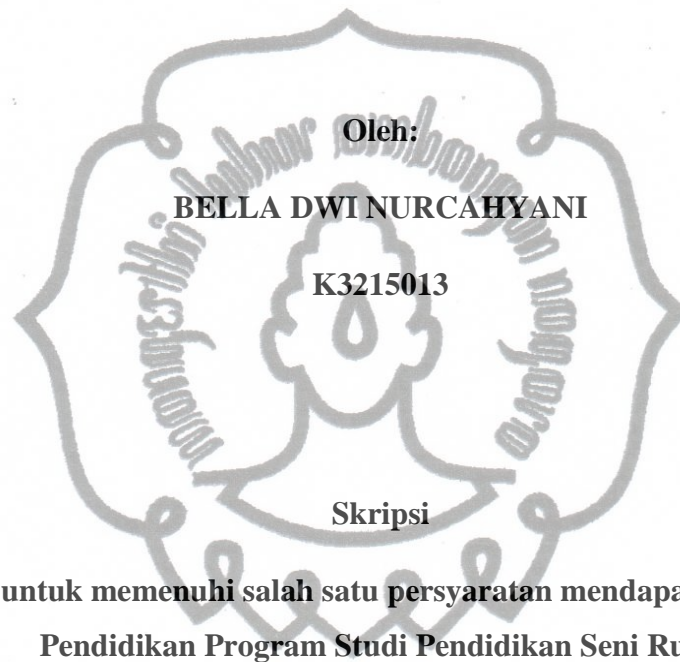 Oleh:
BELLA DWI NURCAHYANI
K3215013
Skripsi
untuk memenuhi salah satu persyaratan mendapa
Pendidikan Program Studi Pendidikan Seni Ru